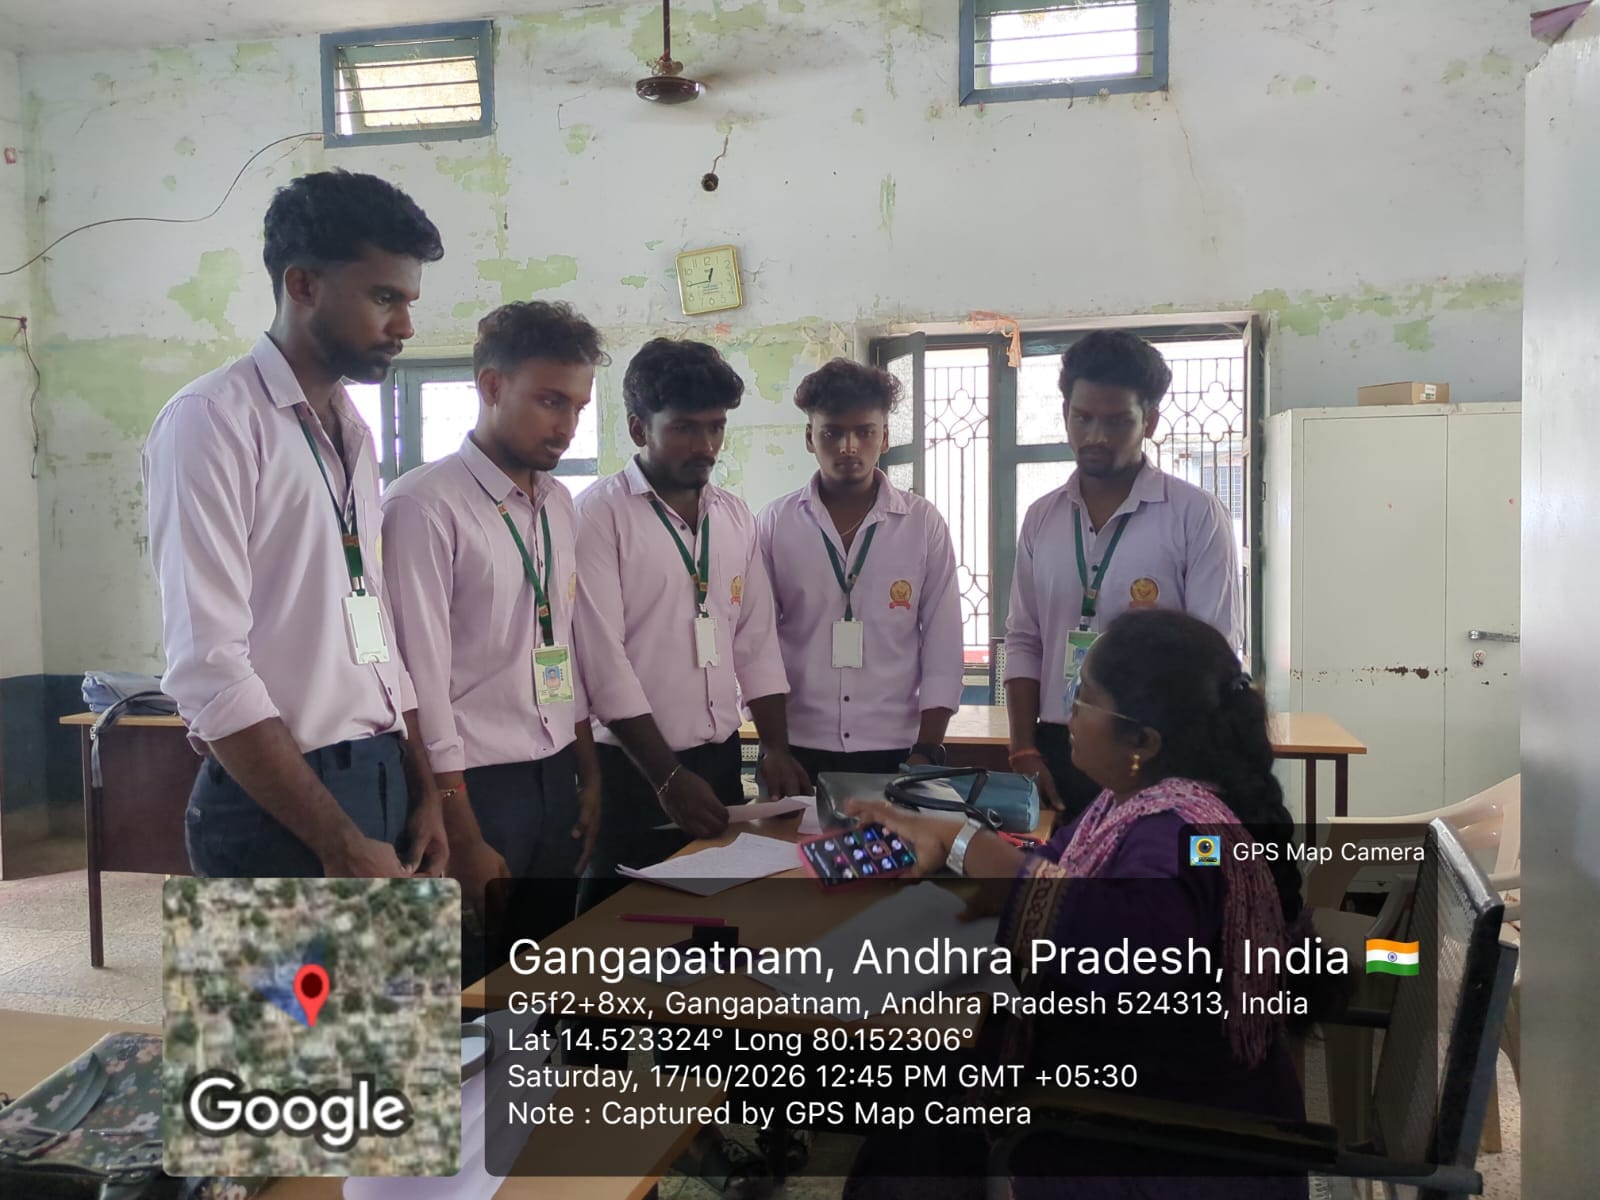 GPS Map Camera
Gangapatnam, Andhra Pradesh, India 🇮🇳
G5f2+8xx, Gangapatnam, Andhra Pradesh 524313, India
Lat 14.523324° Long 80.152306°
Saturday, 17/10/2026 12:45 PM GMT +05:30
Note : Captured by GPS Map Camera
Google